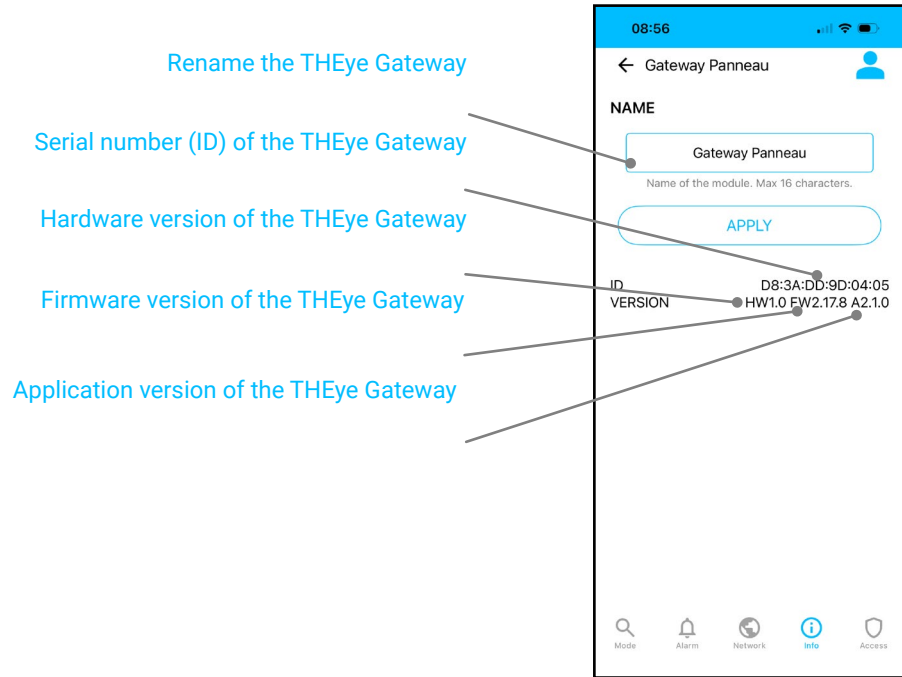 Rename the THEye Gateway
Serial number (ID) of the THEye Gateway
Hardware version of the THEye Gateway
Firmware version of the THEye Gateway
Application version of the THEye Gateway
08:56
Gateway Panneau
NAME
Gateway Panneau
Name of the module. Max 16 characters.
APPLY
ID D8:3A:DD:9D:04:05
VERSION HW1.0 FW2.17.8 A2.1.0
Mode Alarm Network Info Access